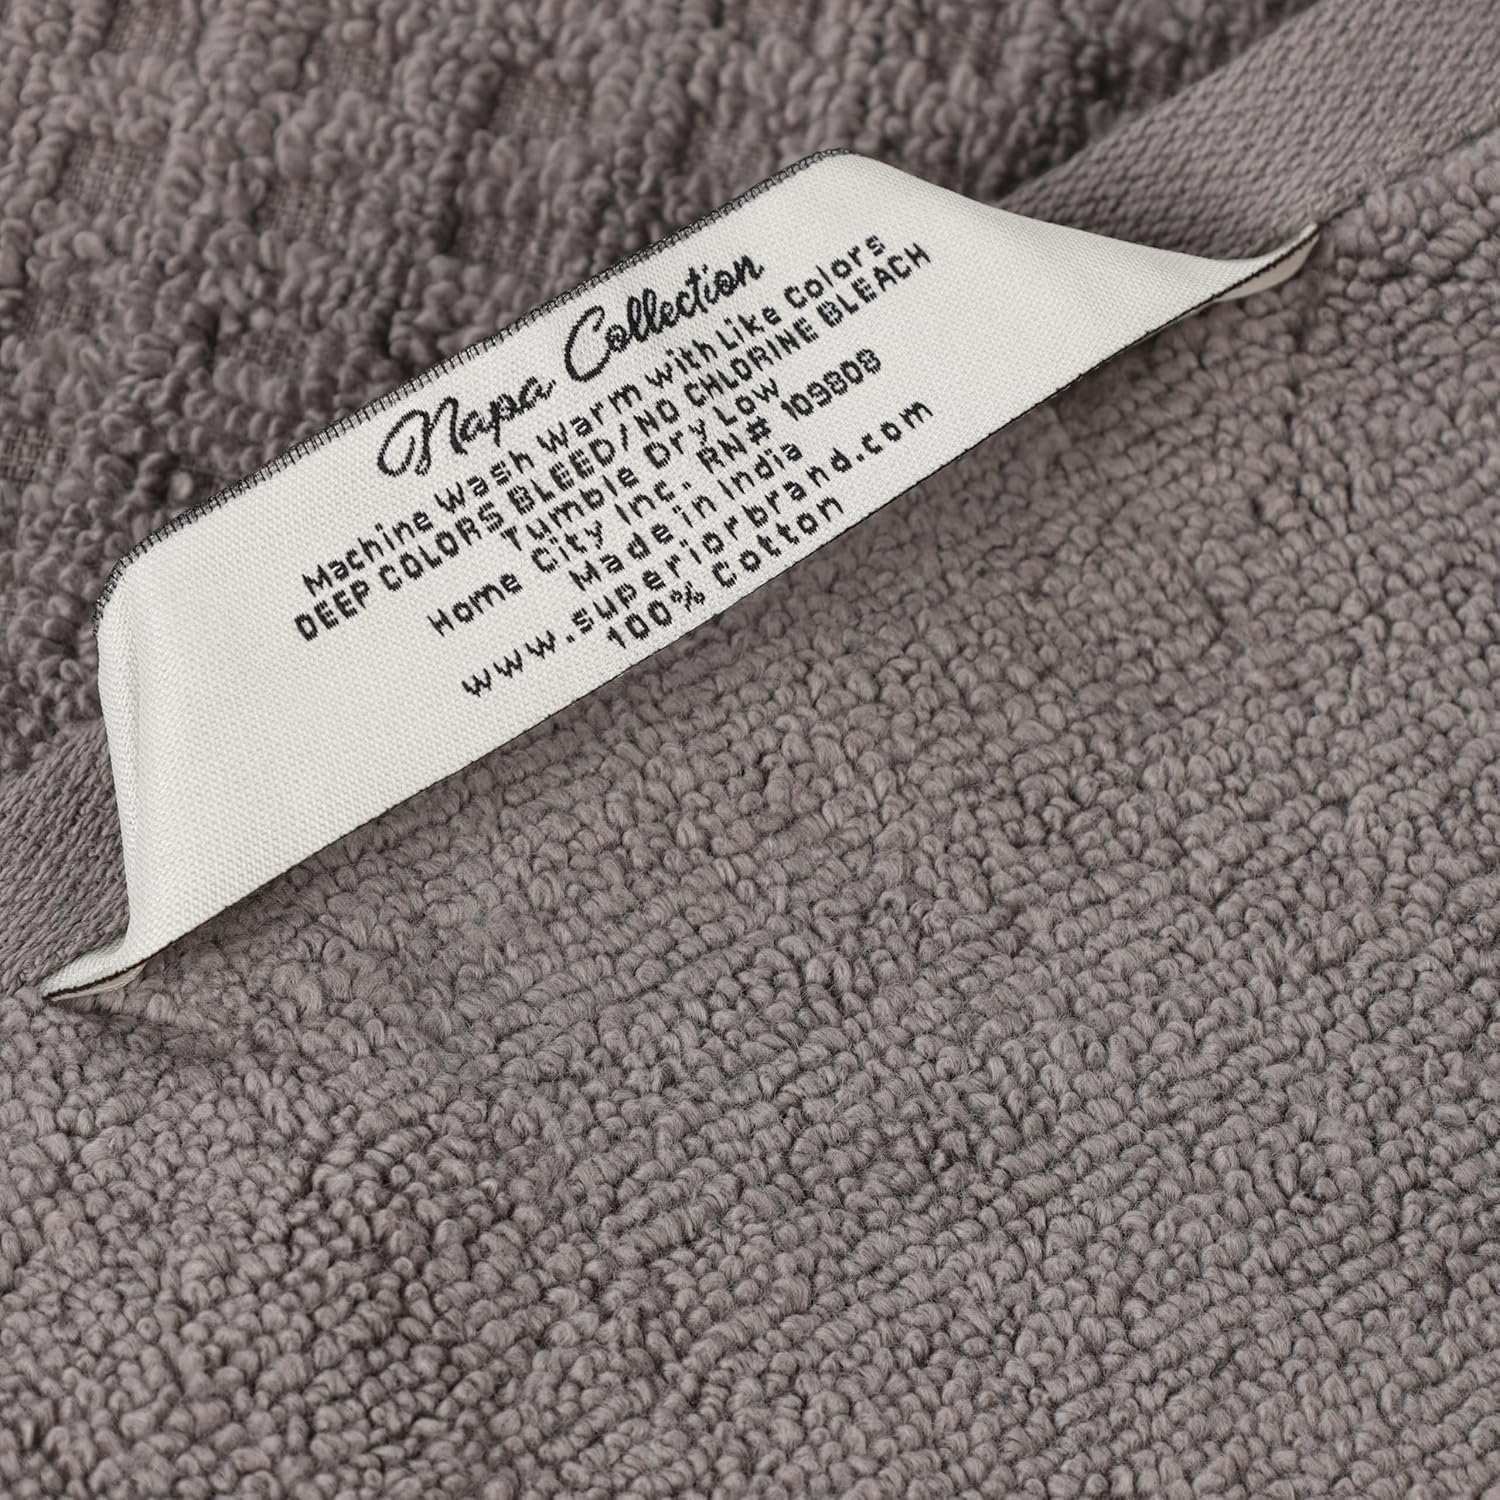 Napa Collection
Machine Wash Warm with Like Colors
DEEP COLORS BLEED/NO CHLORINE BLEACH
Tumble Dry Low
Home City Inc. RN# 109808
Made in India
www.superiorbrand.com
100% Cotton